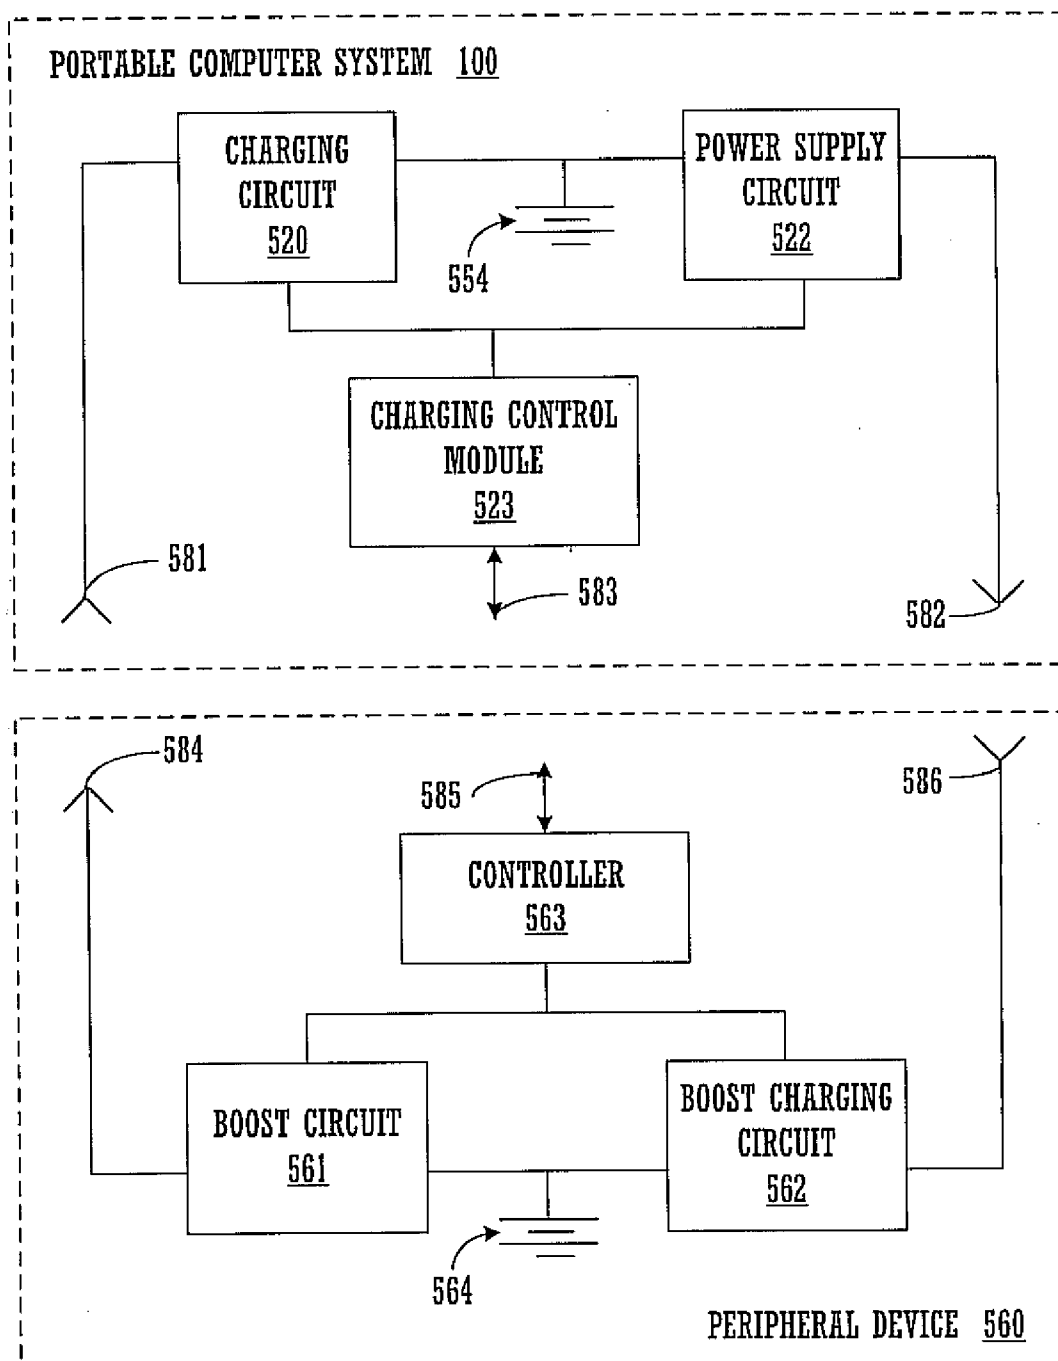 PORTABLE COMPUTER SYSTEM 100
CHARGING
CIRCUIT
520
POWER SUPPLY
CIRCUIT
522
554
CHARGING CONTROL
MODULE
523
581
583
582
584
585
586
CONTROLLER
563
BOOST CIRCUIT
561
BOOST CHARGING
CIRCUIT
562
564
PERIPHERAL DEVICE 560